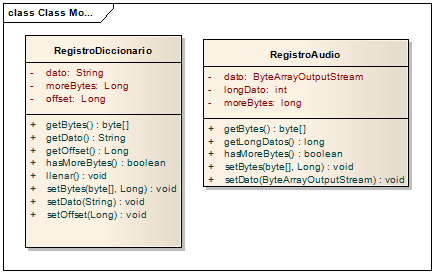 class Class Mo...
RegistroDiccionario
- dato: String
- moreBytes: Long
- offset: Long
+ getBytes() : byte[]
+ getDato() : String
+ getOffset() : Long
+ hasMoreBytes() : boolean
+ llenar() : void
+ setBytes(byte[], Long) : void
+ setDato(String) : void
+ setOffset(Long) : void
RegistroAudio
- dato: ByteArrayOutputStream
- longDato: int
- moreBytes: long
+ getBytes() : byte[]
+ getLongDatos() : long
+ hasMoreBytes() : boolean
+ setBytes(byte[], Long) : void
+ setDato(ByteArrayOutputStream) : void